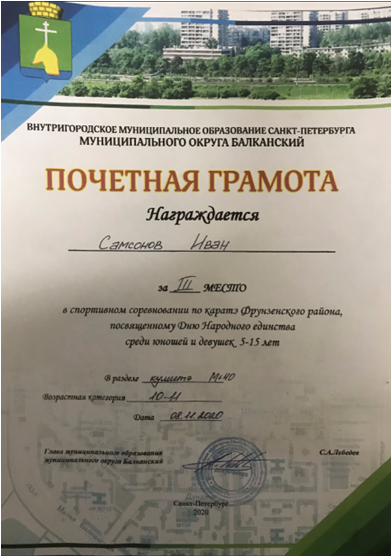 ВНУТРИГОРОДСКОЕ МУНИЦИПАЛЬНОЕ ОБРАЗОВАНИЕ САНКТ-ПЕТЕРБУРГА
МУНИЦИПАЛЬНОГО ОКРУГА БАЛКАНСКИЙ
ПОЧЕТНАЯ ГРАМОТА
Награждается
Самсонов Иван
за III МЕСТО
в спортивном соревновании по каратэ Фрунзенского района,
посвященному Дню Народного единства
среди юношей и девушек 5-15 лет
В разделе кумитэ М+40
Возрастная категория 10-11
Дата 08.11.2020
Глава муниципального образования
муниципального округа Балканский
С.А.Лебедев
Санкт-Петербург
2020